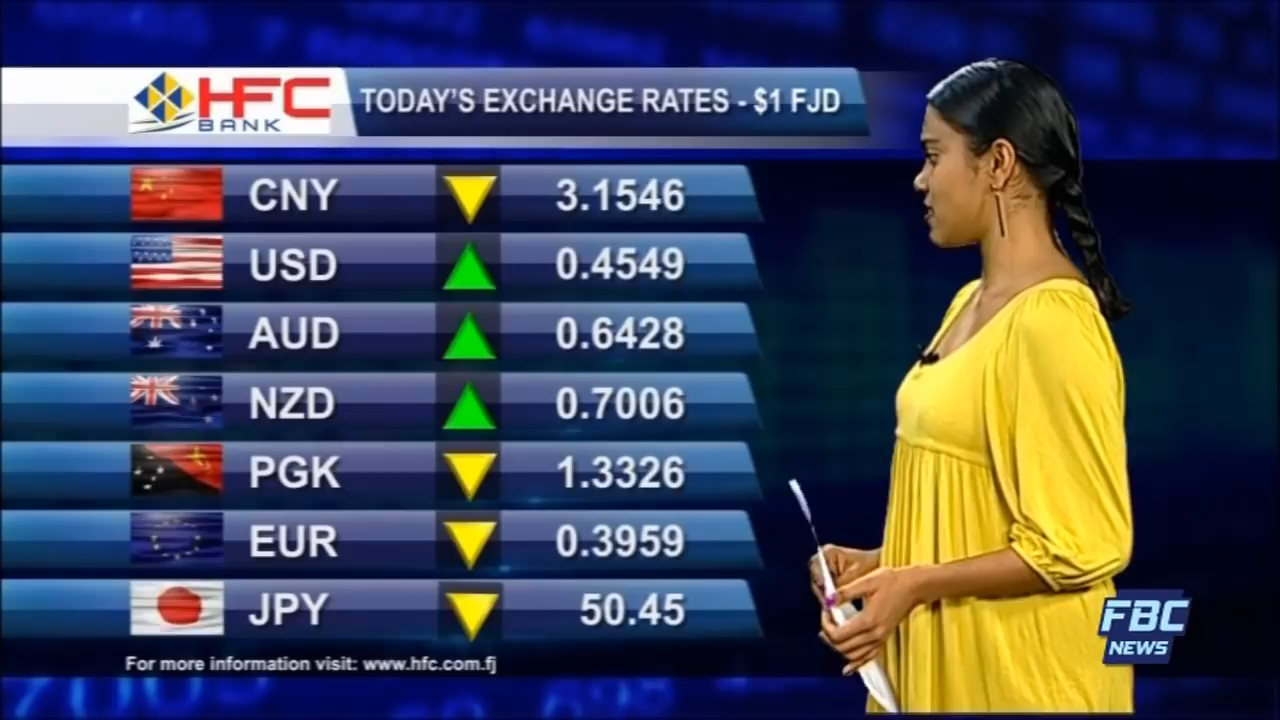 HFC
BANK
TODAY'S EXCHANGE RATES - $1 FJD
CNY 3.1546
USD 0.4549
AUD 0.6428
NZD 0.7006
PGK 1.3326
EUR 0.3959
JPY 50.45
For more information visit: www.hfc.com.fj
FBC
NEWS